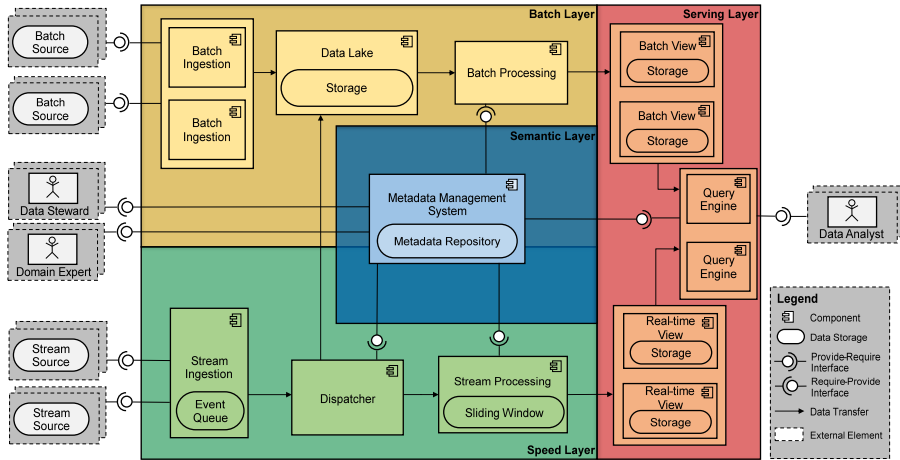 Batch Layer
Serving Layer
Batch
Source
Batch
Source
Batch
Ingestion
Batch
Ingestion
Data Lake
Storage
Batch Processing
Batch View
Storage
Batch View
Storage
Semantic Layer
Data Steward
Domain Expert
Metadata Management
System
Metadata Repository
Query
Engine
Query
Engine
Data Analyst
Stream
Source
Stream
Source
Stream
Ingestion
Event
Queue
Dispatcher
Stream Processing
Sliding Window
Real-time
View
Storage
Real-time
View
Storage
Speed Layer
Legend
Component
Data Storage
Provide-Require
Interface
Require-Provide
Interface
Data Transfer
External Element